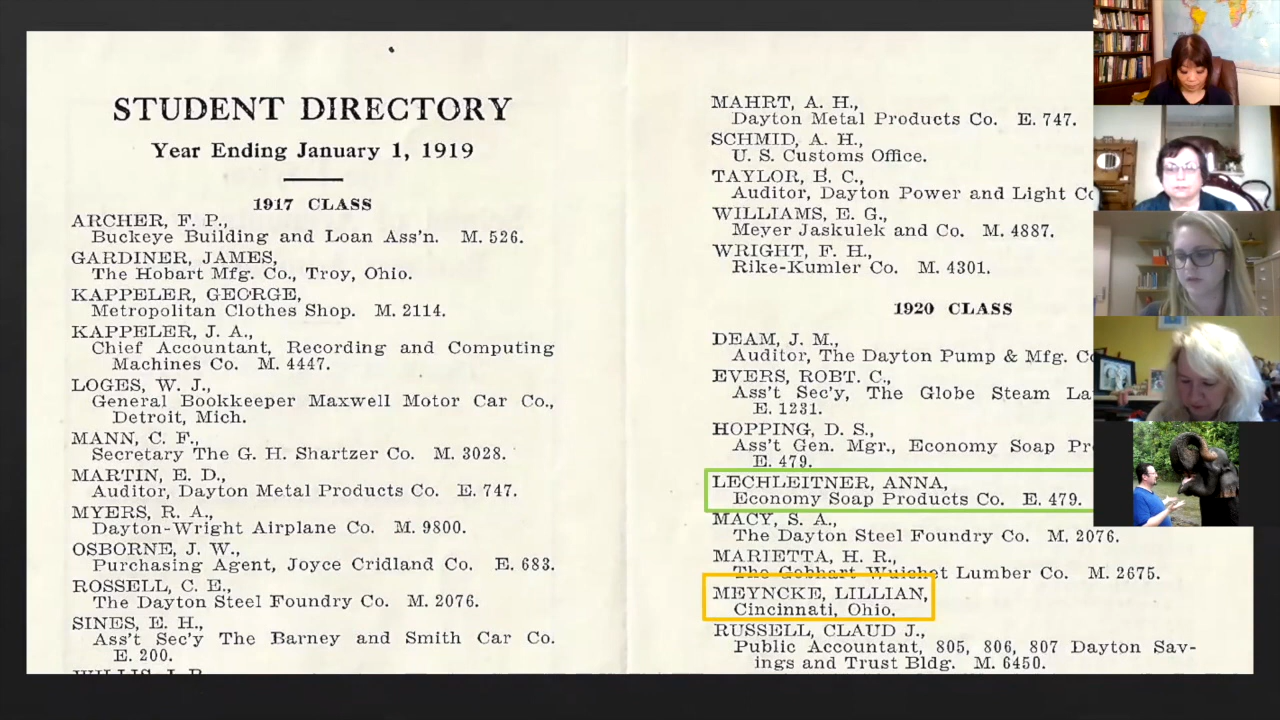 STUDENT DIRECTORY
Year Ending January 1, 1919
1917 CLASS
ARCHER, F. P.,
Buckeye Building and Loan Ass'n. M. 526.
GARDINER, JAMES,
The Hobart Mfg. Co., Troy, Ohio.
KAPPELER, GEORGE,
Metropolitan Clothes Shop. M. 2114.
KAPPELER, J. A.,
Chief Accountant, Recording and Computing
Machines Co. M. 4447.
LOGES, W. J.,
General Bookkeeper Maxwell Motor Car Co.,
Detroit, Mich.
MANN, C. F.,
Secretary The G. H. Shartzer Co. M. 3028.
MARTIN, E. D.,
Auditor, Dayton Metal Products Co. E. 747.
MYERS, R. A.,
Dayton-Wright Airplane Co. M. 9800.
OSBORNE, J. W.,
Purchasing Agent, Joyce Cridland Co. E. 683.
ROSSELL, C. E.,
The Dayton Steel Foundry Co. M. 2076.
SINES, E. H.,
Ass't Sec'y The Barney and Smith Car Co.
E. 200.
MAHRT, A. H.,
Dayton Metal Products Co. E. 747.
SCHMID, A. H.,
U. S. Customs Office.
TAYLOR, B. C.,
Auditor, Dayton Power and Light
WILLIAMS, E. G.,
Meyer Jaskulek and Co. M. 4887.
WRIGHT, F. H.,
Rike-Kumler Co. M. 4301.
1920 CLASS
DEAM, J. M.,
Auditor, The Dayton Pump & Mfg.
EVERS, ROBT. C.,
Ass't Sec'y, The Globe Steam
E. 1231.
HOPPING, D. S.,
Ass't Gen. Mgr., Economy Soap
E. 479.
LECHLEITNER, ANNA,
Economy Soap Products Co. E. 479.
MACY, S. A.,
The Dayton Steel Foundry Co. M. 2076.
MARIETTA, H. R.,
The Gebhart Wuichet Lumber Co. M. 2675.
MEYNCKE, LILLIAN,
Cincinnati, Ohio.
RUSSELL, CLAUD J.,
Public Accountant, 805, 806, 807 Dayton Sav-
ings and Trust Bldg. M. 6450.